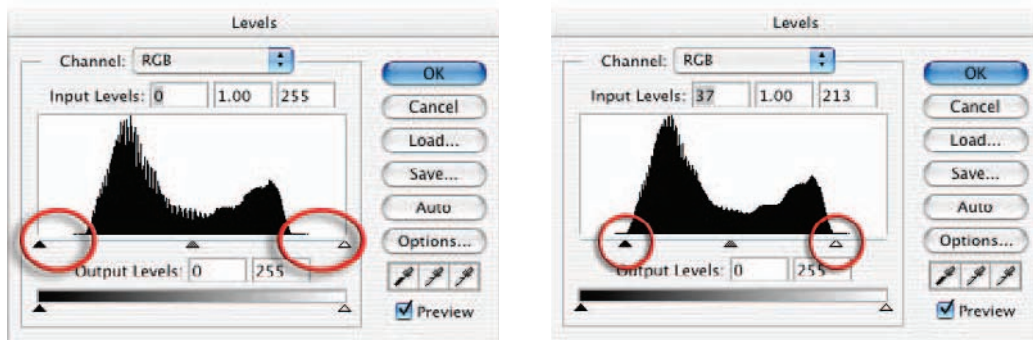 Levels
Channel: RGB
Input Levels: 0 1.00 255
OK
Cancel
Load...
Save...
Auto
Options...
Output Levels: 0 255
Preview
Levels
Channel: RGB
Input Levels: 37 1.00 213
OK
Cancel
Load...
Save...
Auto
Options...
Output Levels: 0 255
Preview